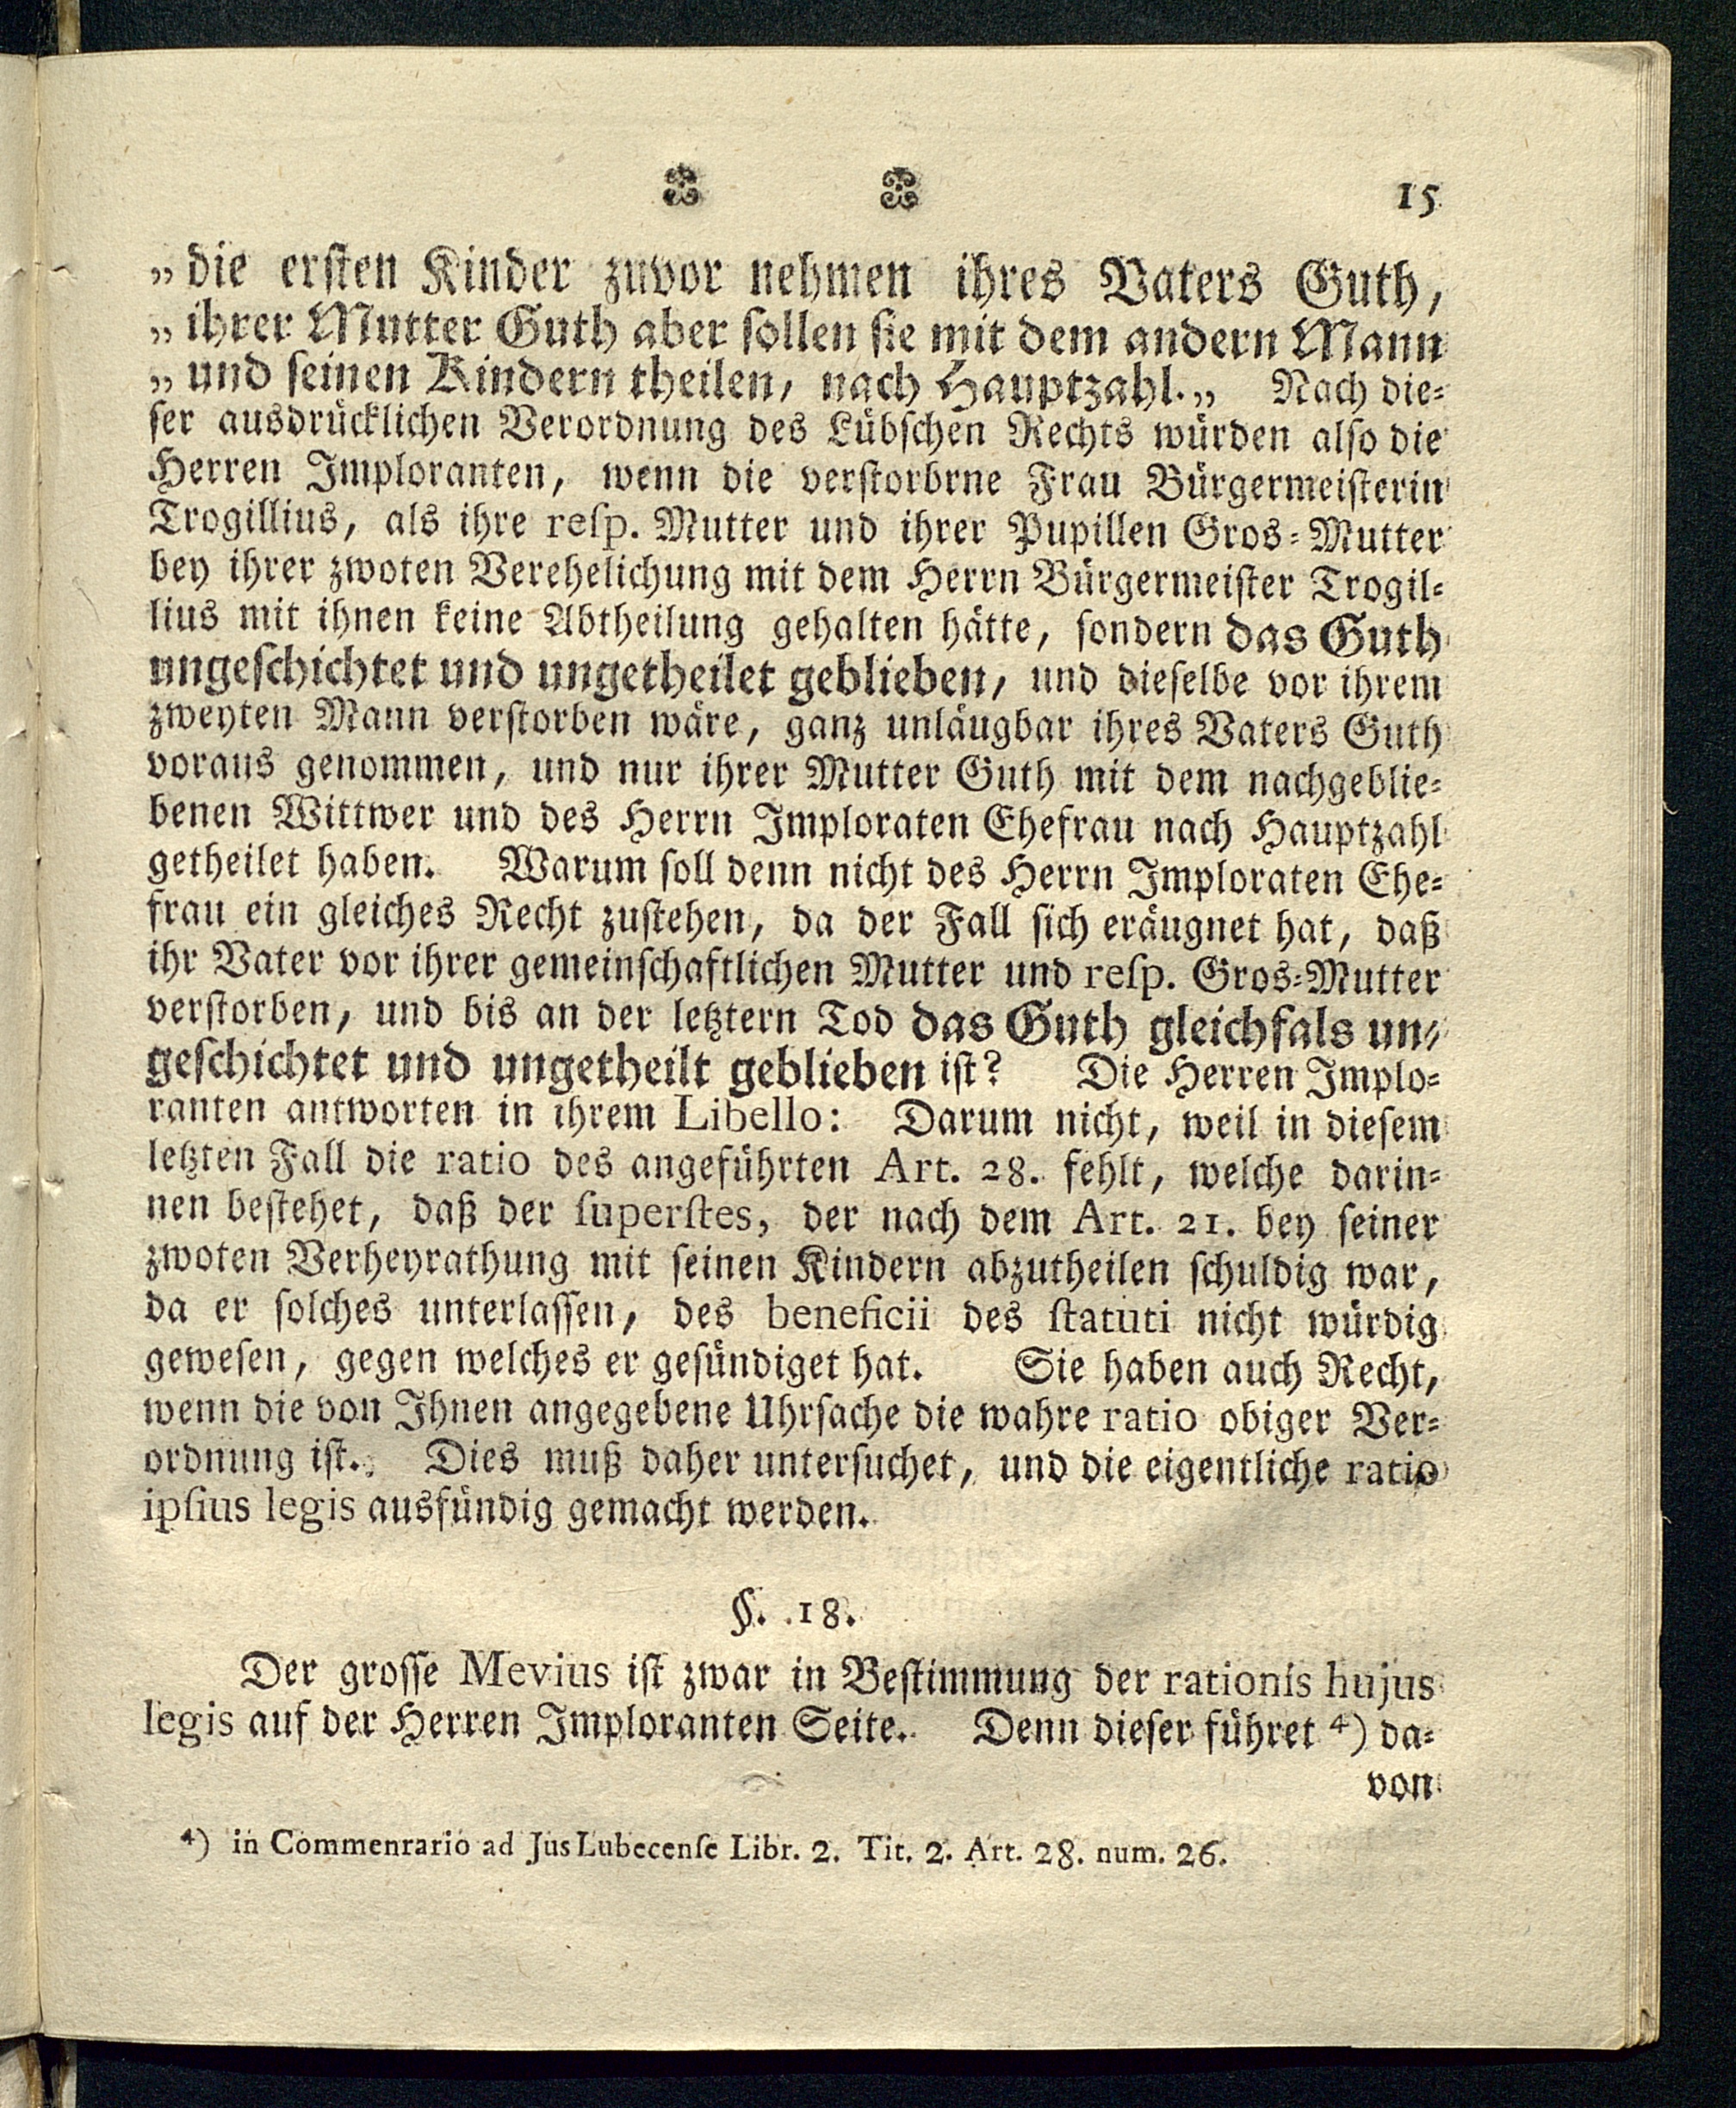 15
„die ersten Kinder zuvor nehmen ihres Vaters Guth,
„ihrer Mutter Guth aber sollen sie mit dem andern Mann
„und seinen Kindern theilen, nach Hauptzahl.„ Nach die-
ser ausdrücklichen Verordnung des Lübschen Rechts würden also die
Herren Imploranten, wenn die verstorbrne Frau Bürgermeisterin
Trogillius, als ihre resp. Mutter und ihrer Pupillen Gros-Mutter
bey ihrer zwoten Verehelichung mit dem Herrn Bürgermeister Trogil-
lius mit ihnen keine Abtheilung gehalten hätte, sondern das Guth
ungeschichtet und ungetheilet geblieben, und dieselbe vor ihrem
zweyten Mann verstorben wäre, ganz unläugbar ihres Vaters Guth
voraus genommen, und nur ihrer Mutter Guth mit dem nachgeblie-
benen Wittwer und des Herrn Imploraten Ehefrau nach Hauptzahl
getheilet haben. Warum soll denn nicht des Herrn Imploraten Ehe-
frau ein gleiches Recht zustehen, da der Fall sich eräugnet hat, daß
ihr Vater vor ihrer gemeinschaftlichen Mutter und resp. Gros-Mutter
verstorben, und bis an der letztern Tod das Guth gleichfals un-
geschichtet und ungetheilt geblieben ist? Die Herren Implo-
ranten antworten in ihrem Libello: Darum nicht, weil in diesem
letzten Fall die ratio des angeführten Art. 28. fehlt, welche darin-
nen bestehet, daß der superstes, der nach dem Art. 21. bey seiner
zwoten Verheyrathung mit seinen Kindern abzutheilen schuldig war,
da er solches unterlassen, des beneficii des statuti nicht würdig
gewesen, gegen welches er gesündiget hat. Sie haben auch Recht,
wenn die von Ihnen angegebene Uhrsache die wahre ratio obiger Ver-
ordnung ist. Dies muß daher untersuchet, und die eigentliche ratio
ipsius legis ausfündig gemacht werden.
§. 18.
Der grosse Mevius ist zwar in Bestimmung der rationis hujus
legis auf der Herren Imploranten Seite. Denn dieser führet 4) da-
von
4) in Commenrario ad Jus Lubecense Libr. 2. Tit. 2. Art. 28. num. 26.